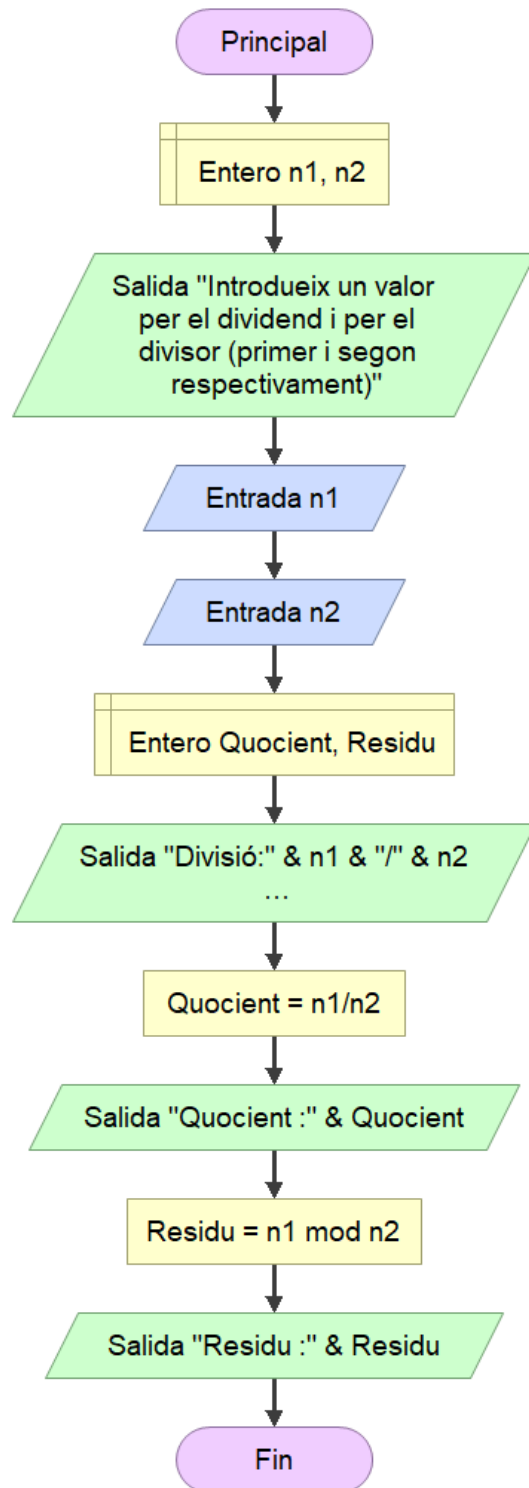 Principal
Entero n1, n2
Salida "Introdueix un valor
per el dividend i per el
divisor (primer i segon
respectivament)"
Entrada n1
Entrada n2
Entero Quocient, Residu
Salida "Divisió:" & n1 & "/" & n2
...
Quocient = n1/n2
Salida "Quocient :" & Quocient
Residu = n1 mod n2
Salida "Residu :" & Residu
Fin